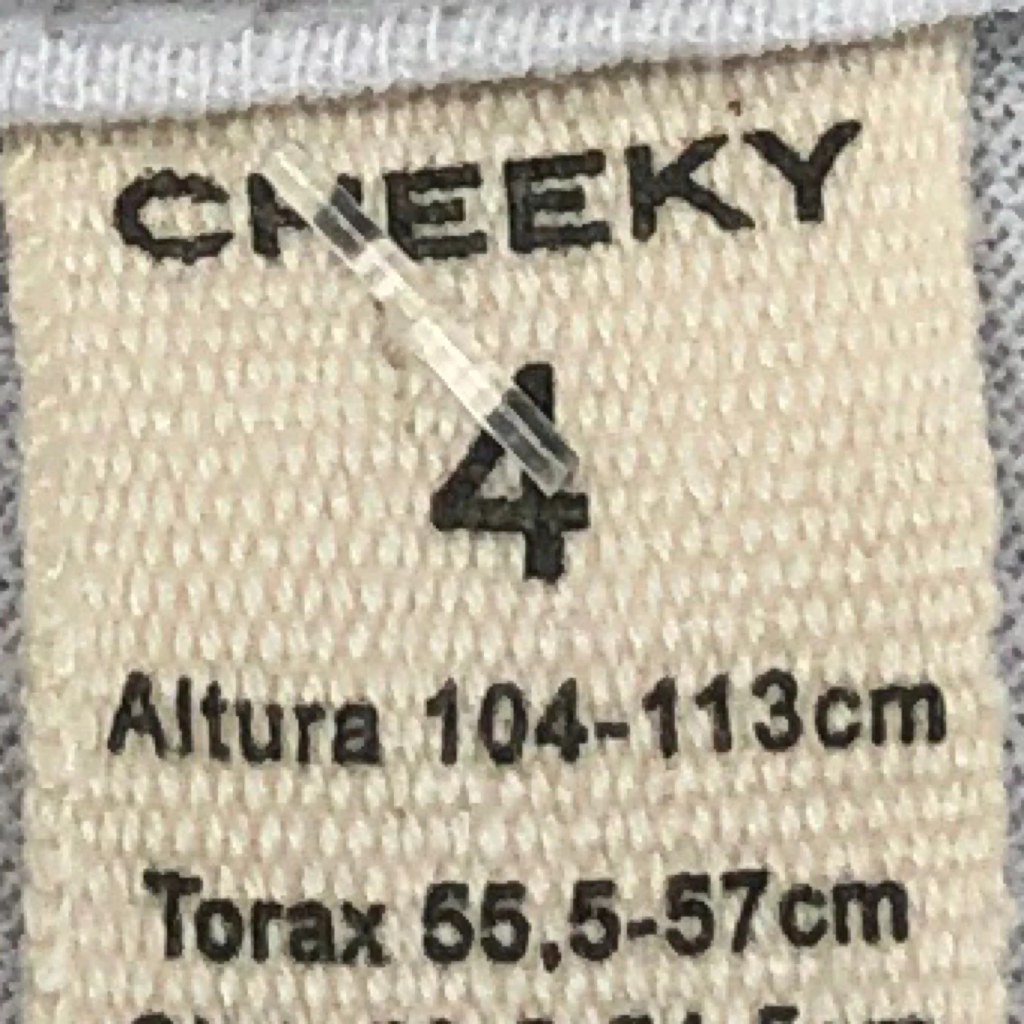 CHEEKY
4
Altura 104-113cm
Torax 55,5-57cm